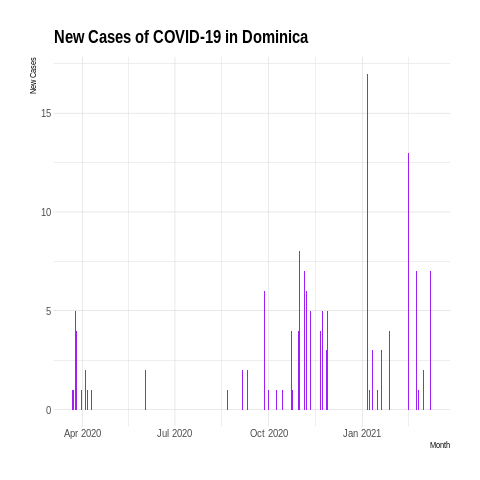 New Cases of COVID-19 in Dominica
New Cases
15
10
5
0
Apr 2020
Jul 2020
Oct 2020
Jan 2021
Month